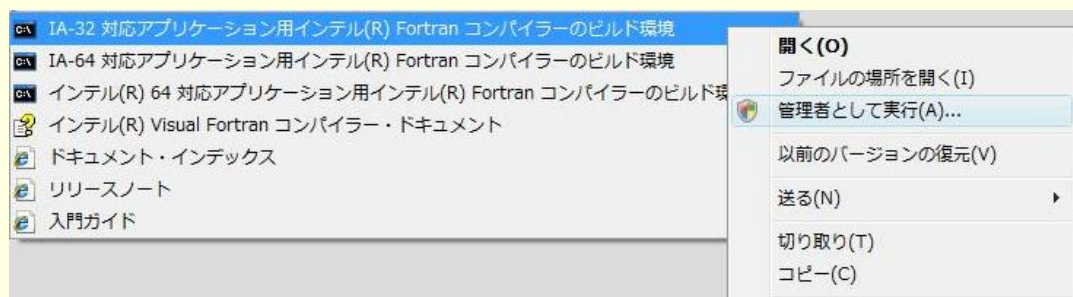 IA-32 対応アプリケーション用インテル(R) Fortran コンパイラーのビルド環境
IA-64 対応アプリケーション用インテル(R) Fortran コンパイラーのビルド環境
インテル(R) 64 対応アプリケーション用インテル(R) Fortran コンパイラーのビルド環
インテル(R) Visual Fortran コンパイラー・ドキュメント
ドキュメント・インデックス
リリースノート
入門ガイド
開く(O)
ファイルの場所を開く(I)
管理者として実行(A)...
以前のバージョンの復元(V)
送る(N)
切り取り(T)
コピー(C)